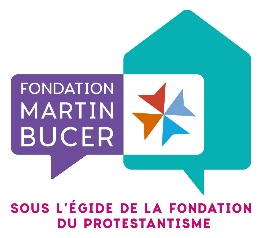 FONDATION
MARTIN
BUCER
SOUS L'ÉGIDE DE LA FONDATION
DU PROTESTANTISME